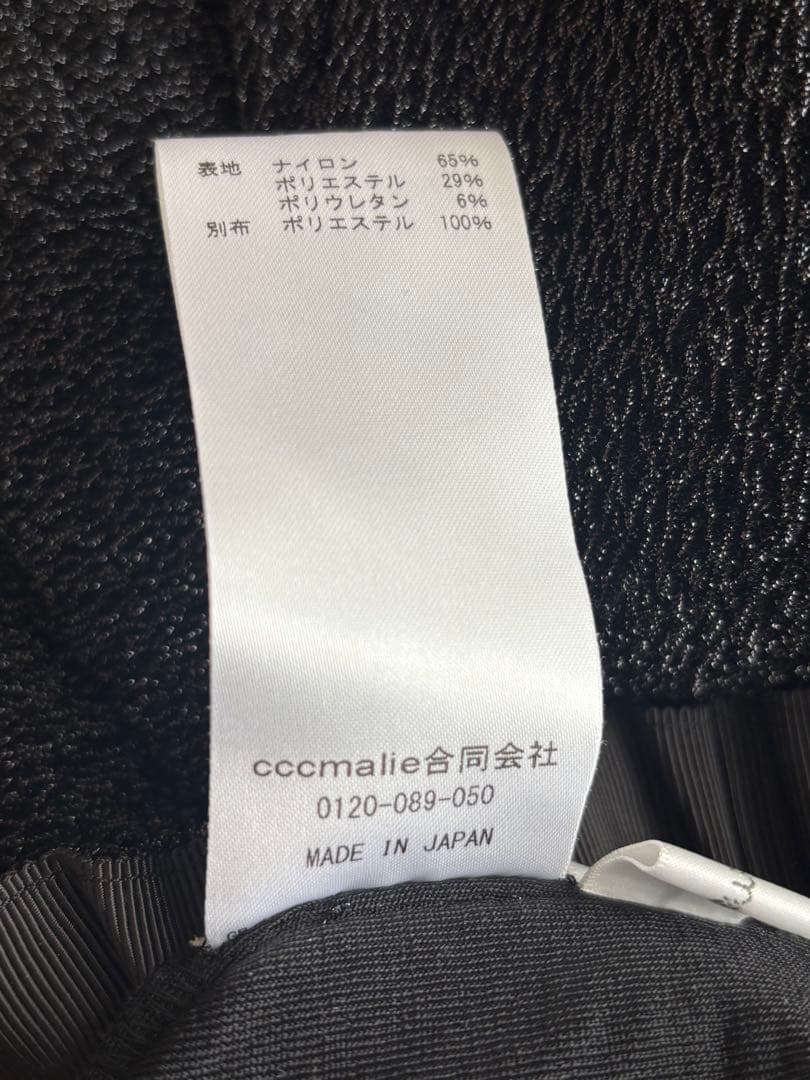 表地 ナイロン 65%
ポリエステル 29%
ポリウレタン 6%
別布 ポリエステル 100%
cccmalie合同会社
0120-089-050
MADE IN JAPAN